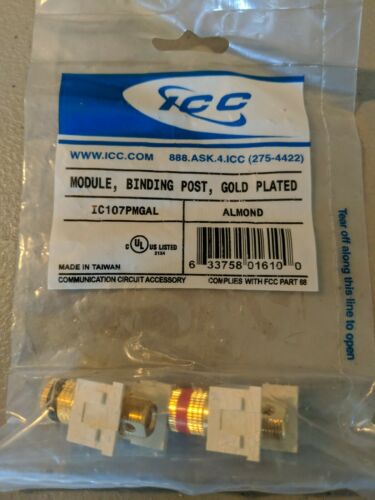 ICC
WWW.ICC.COM 888.ASK.4.ICC (275-4422)
MODULE, BINDING POST, GOLD PLATED
IC107PMGAL ALMOND
C UL US LISTED
2134
MADE IN TAIWAN
6 33758 01610 0
COMMUNICATION CIRCUIT ACCESSORY COMPLIES WITH FCC PART 68
Tear off along this line to open